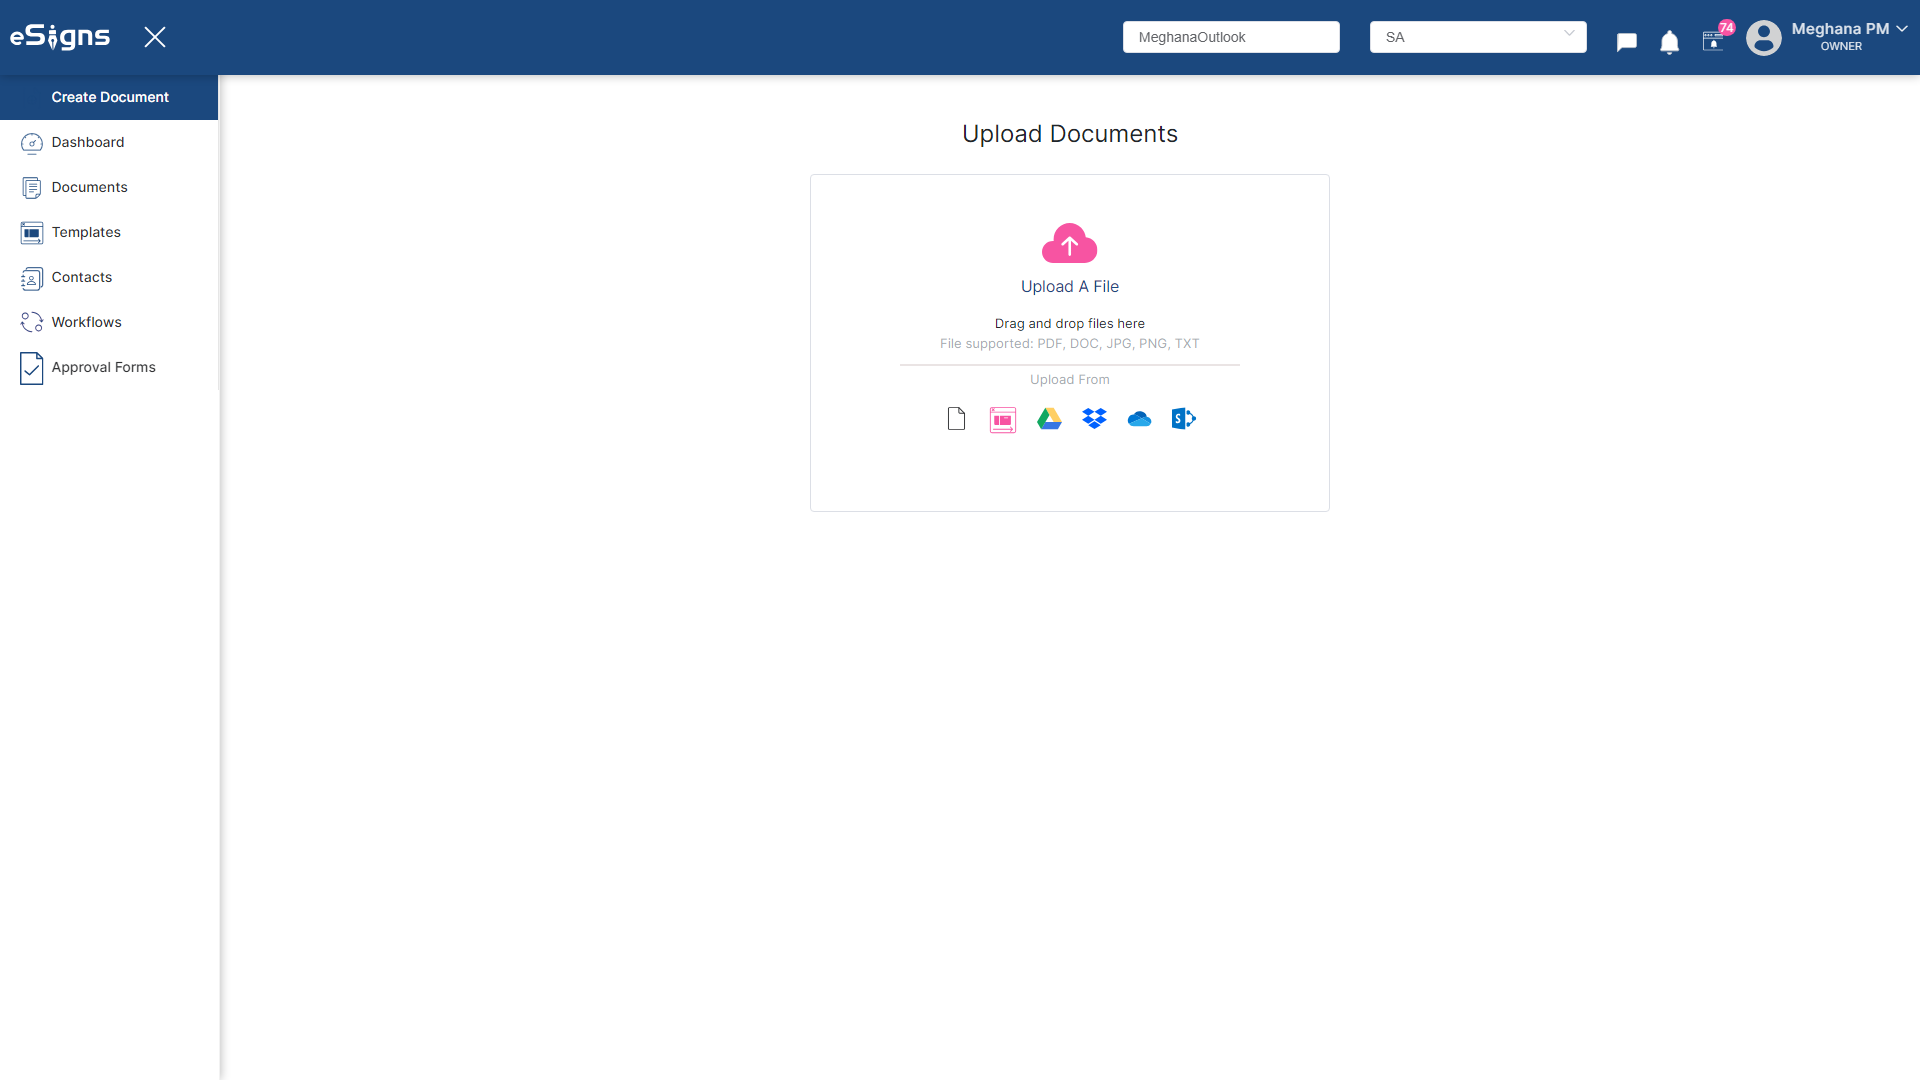 eSigns
MeghanaOutlook
SA
74
Meghana PM
OWNER
Create Document
Dashboard
Documents
Templates
Contacts
Workflows
Approval Forms
Upload Documents
Upload A File
Drag and drop files here
File supported: PDF, DOC, JPG, PNG, TXT
Upload From
S